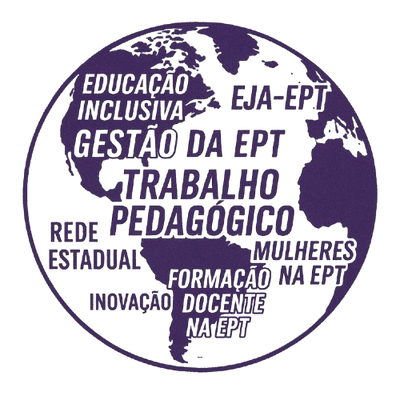 EDUCAÇÃO
INCLUSIVA
EJA-EPT
GESTÃO DA EPT
TRABALHO
PEDAGÓGICO
REDE
ESTADUAL
MULHERES
NA EPT
FORMAÇÃO
DOCENTE
NA EPT
INOVAÇÃO